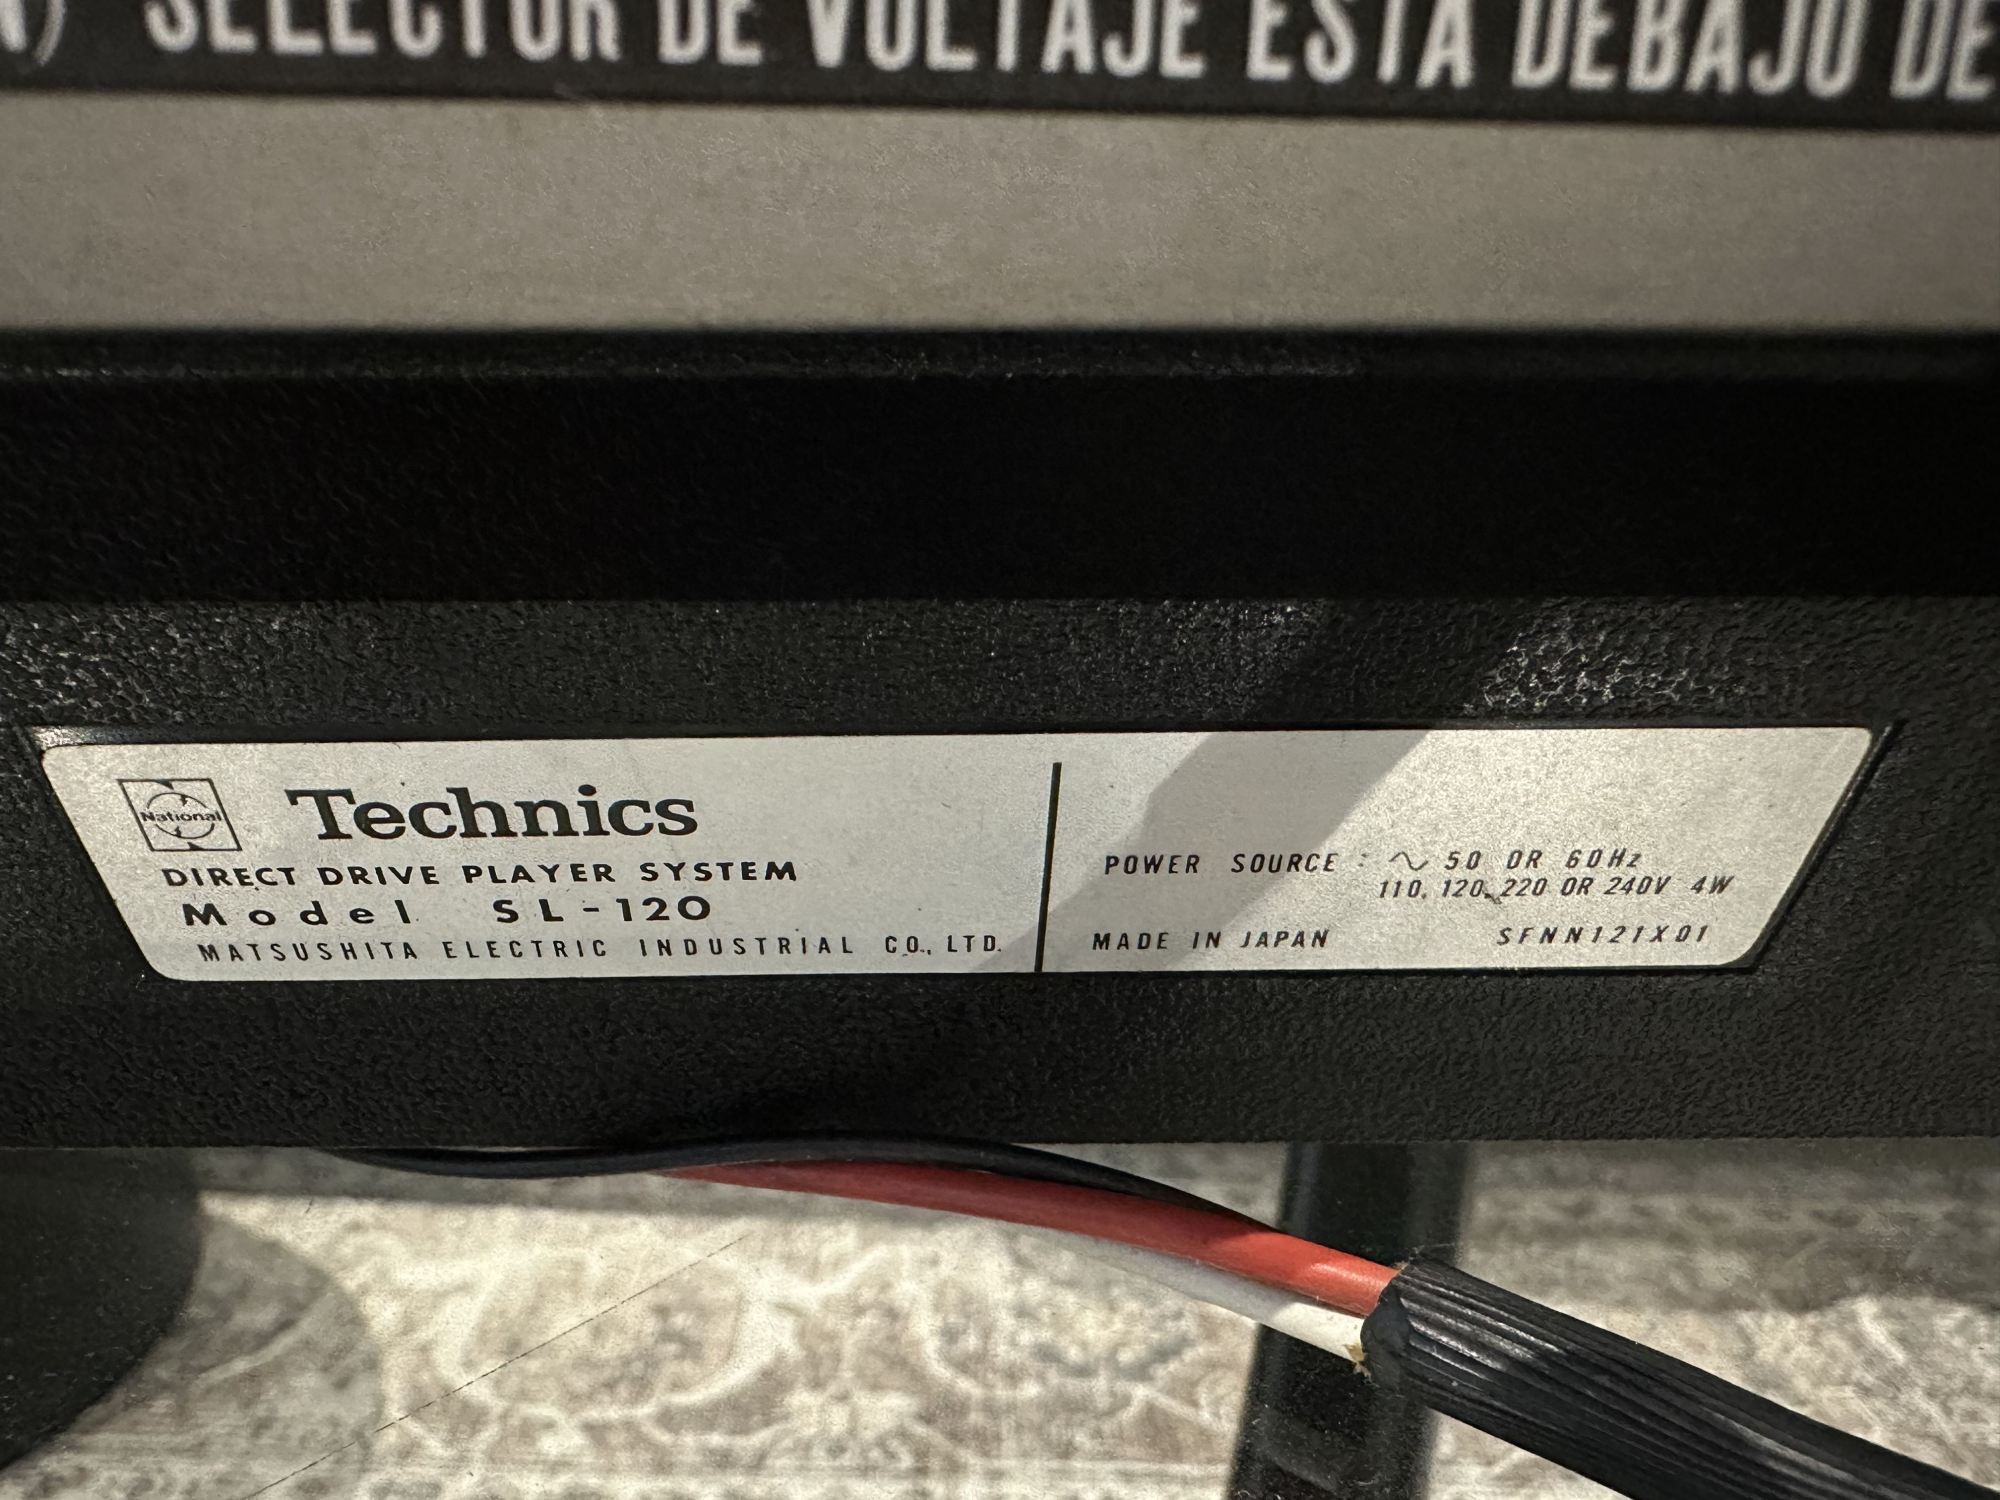 SELECTOR DE VOLTAJE ESTA DEBAJO DE
National
Technics
DIRECT DRIVE PLAYER SYSTEM
Model SL-120
MATSUSHITA ELECTRIC INDUSTRIAL CO., LTD.
POWER SOURCE : ∿ 50 OR 60Hz
110, 120, 220 OR 240V 4W
MADE IN JAPAN SFNN121X01